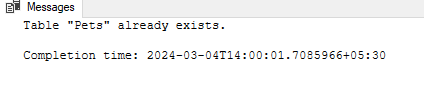 Messages
Table "Pets" already exists.
Completion time: 2024-03-04T14:00:01.7085966+05:30